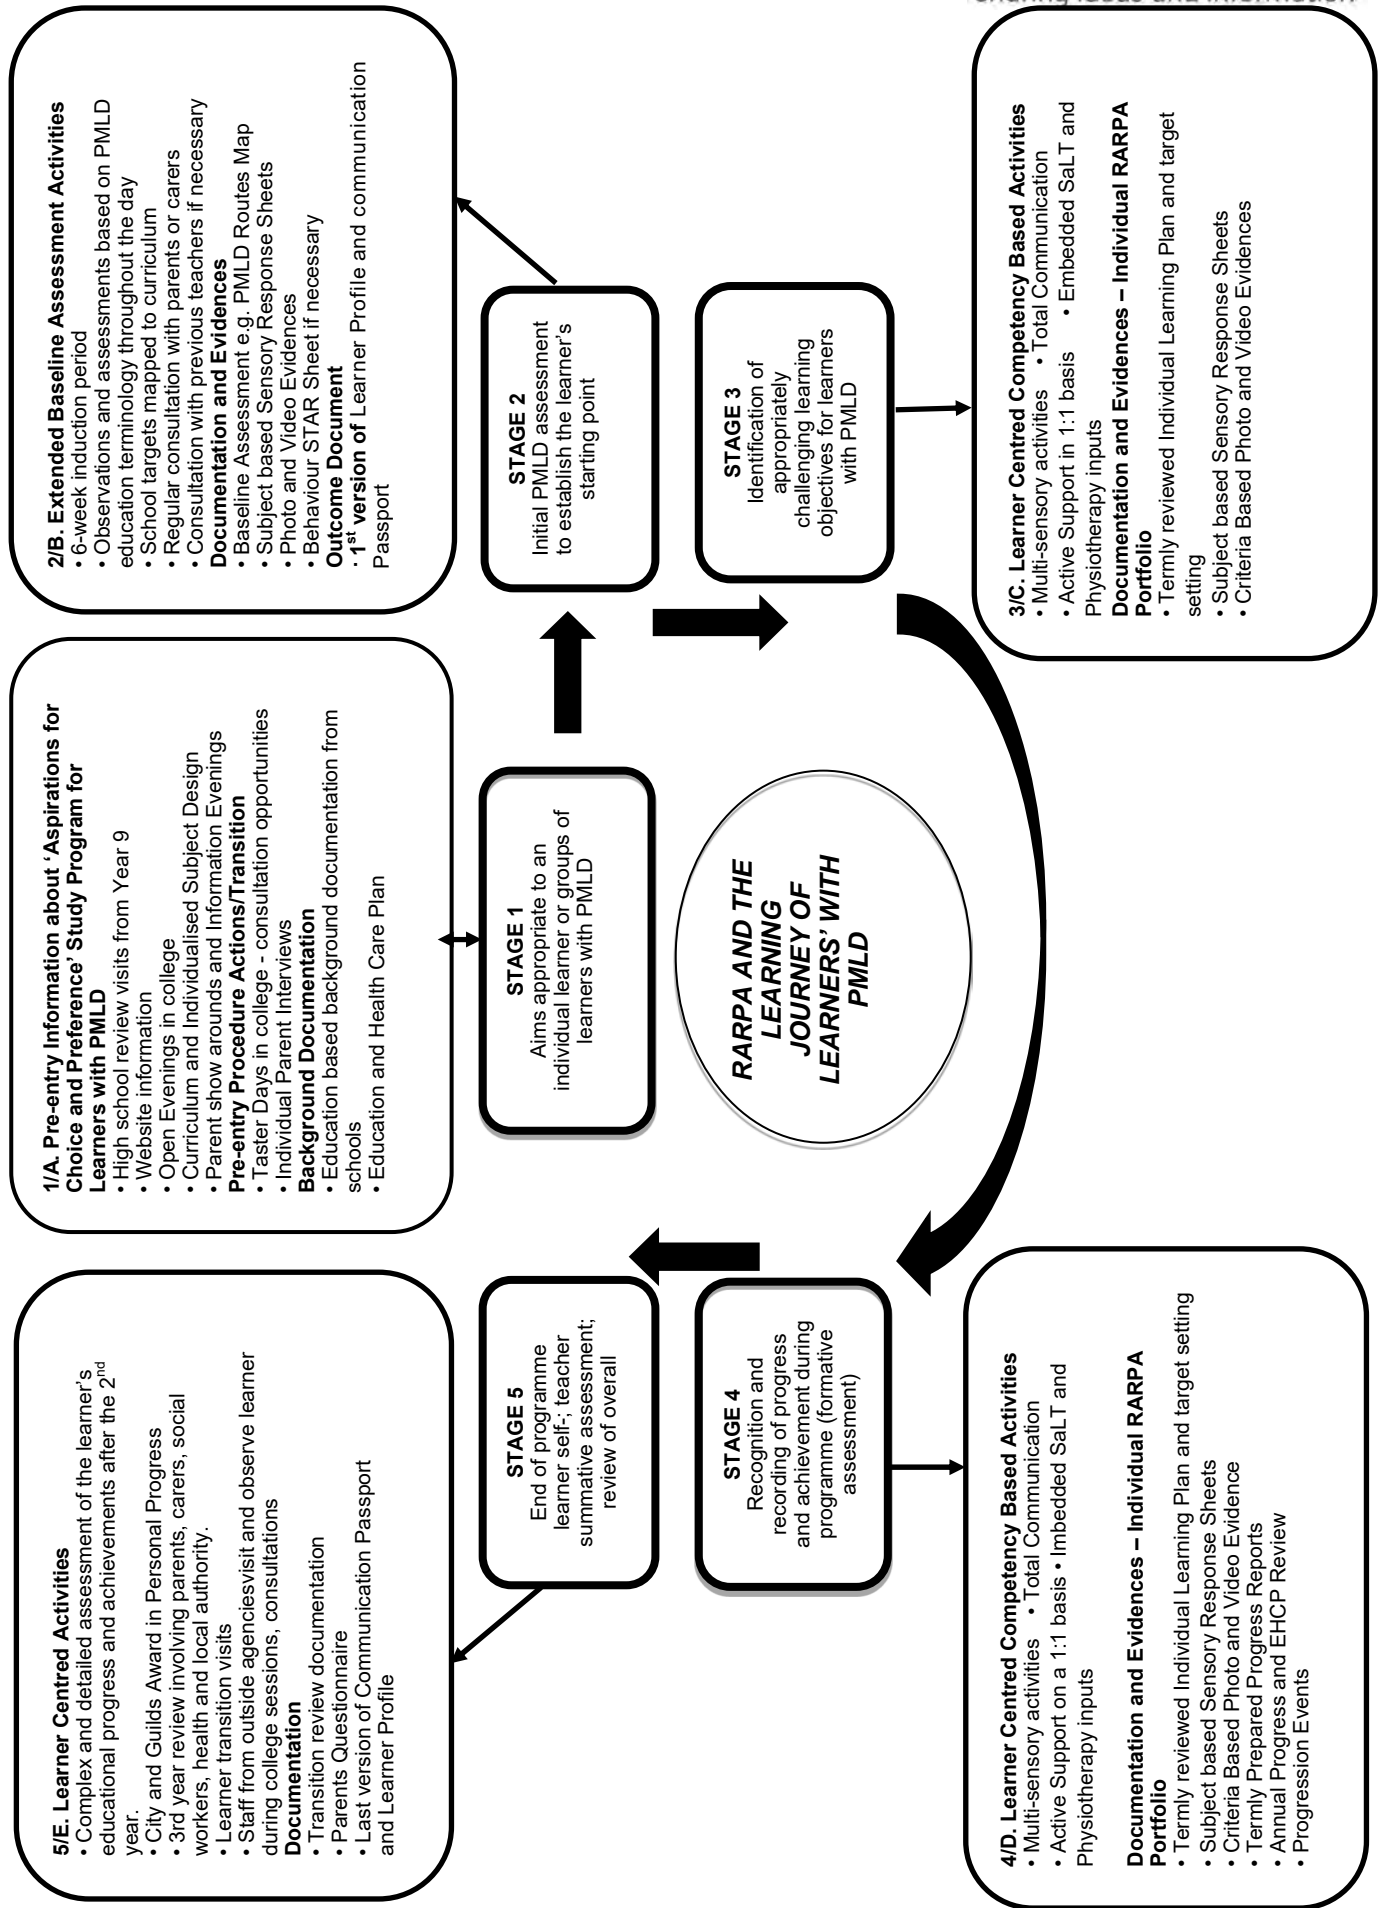 1/A. Pre-entry Information about ‘Aspirations for
Choice and Preference’ Study Program for
Learners with PMLD
• High school review visits from Year 9
• Website information
• Open Evenings in college
• Curriculum and Individualised Subject Design
• Parent show arounds and Information Evenings
Pre-entry Procedure Actions/Transition
• Taster Days in college - consultation opportunities
• Individual Parent Interviews
Background Documentation
• Education based background documentation from
schools
• Education and Health Care Plan
STAGE 1
Aims appropriate to an
individual learner or groups of
learners with PMLD
2/B. Extended Baseline Assessment Activities
• 6-week induction period
• Observations and assessments based on PMLD
education terminology throughout the day
• School targets mapped to curriculum
• Regular consultation with parents or carers
• Consultation with previous teachers if necessary
Documentation and Evidences
• Baseline Assessment e.g. PMLD Routes Map
• Subject based Sensory Response Sheets
• Photo and Video Evidences
• Behaviour STAR Sheet if necessary
Outcome Document
· 1st version of Learner Profile and communication
Passport
STAGE 2
Initial PMLD assessment
to establish the learner’s
starting point
STAGE 3
Identification of
appropriately
challenging learning
objectives for learners
with PMLD
3/C. Learner Centred Competency Based Activities
• Multi-sensory activities • Total Communication
• Active Support in 1:1 basis • Embedded SaLT and
Physiotherapy inputs
Documentation and Evidences – Individual RARPA
Portfolio
• Termly reviewed Individual Learning Plan and target
setting
• Subject based Sensory Response Sheets
• Criteria Based Photo and Video Evidences
RARPA AND THE
LEARNING
JOURNEY OF
LEARNERS’ WITH
PMLD
STAGE 4
Recognition and
recording of progress
and achievement during
programme (formative
assessment)
4/D. Learner Centred Competency Based Activities
• Multi-sensory activities • Total Communication
• Active Support on a 1:1 basis • Imbedded SaLT and
Physiotherapy inputs
Documentation and Evidences – Individual RARPA
Portfolio
• Termly reviewed Individual Learning Plan and target setting
• Subject based Sensory Response Sheets
• Criteria Based Photo and Video Evidence
• Termly Prepared Progress Reports
• Annual Progress and EHCP Review
• Progression Events
STAGE 5
End of programme
learner self-; teacher
summative assessment;
review of overall
5/E. Learner Centred Activities
• Complex and detailed assessment of the learner’s
educational progress and achievements after the 2nd
year.
• City and Guilds Award in Personal Progress
• 3rd year review involving parents, carers, social
workers, health and local authority.
• Learner transition visits
• Staff from outside agenciesvisit and observe learner
during college sessions, consultations
Documentation
• Transition review documentation
• Parents Questionnaire
• Last version of Communication Passport
and Learner Profile